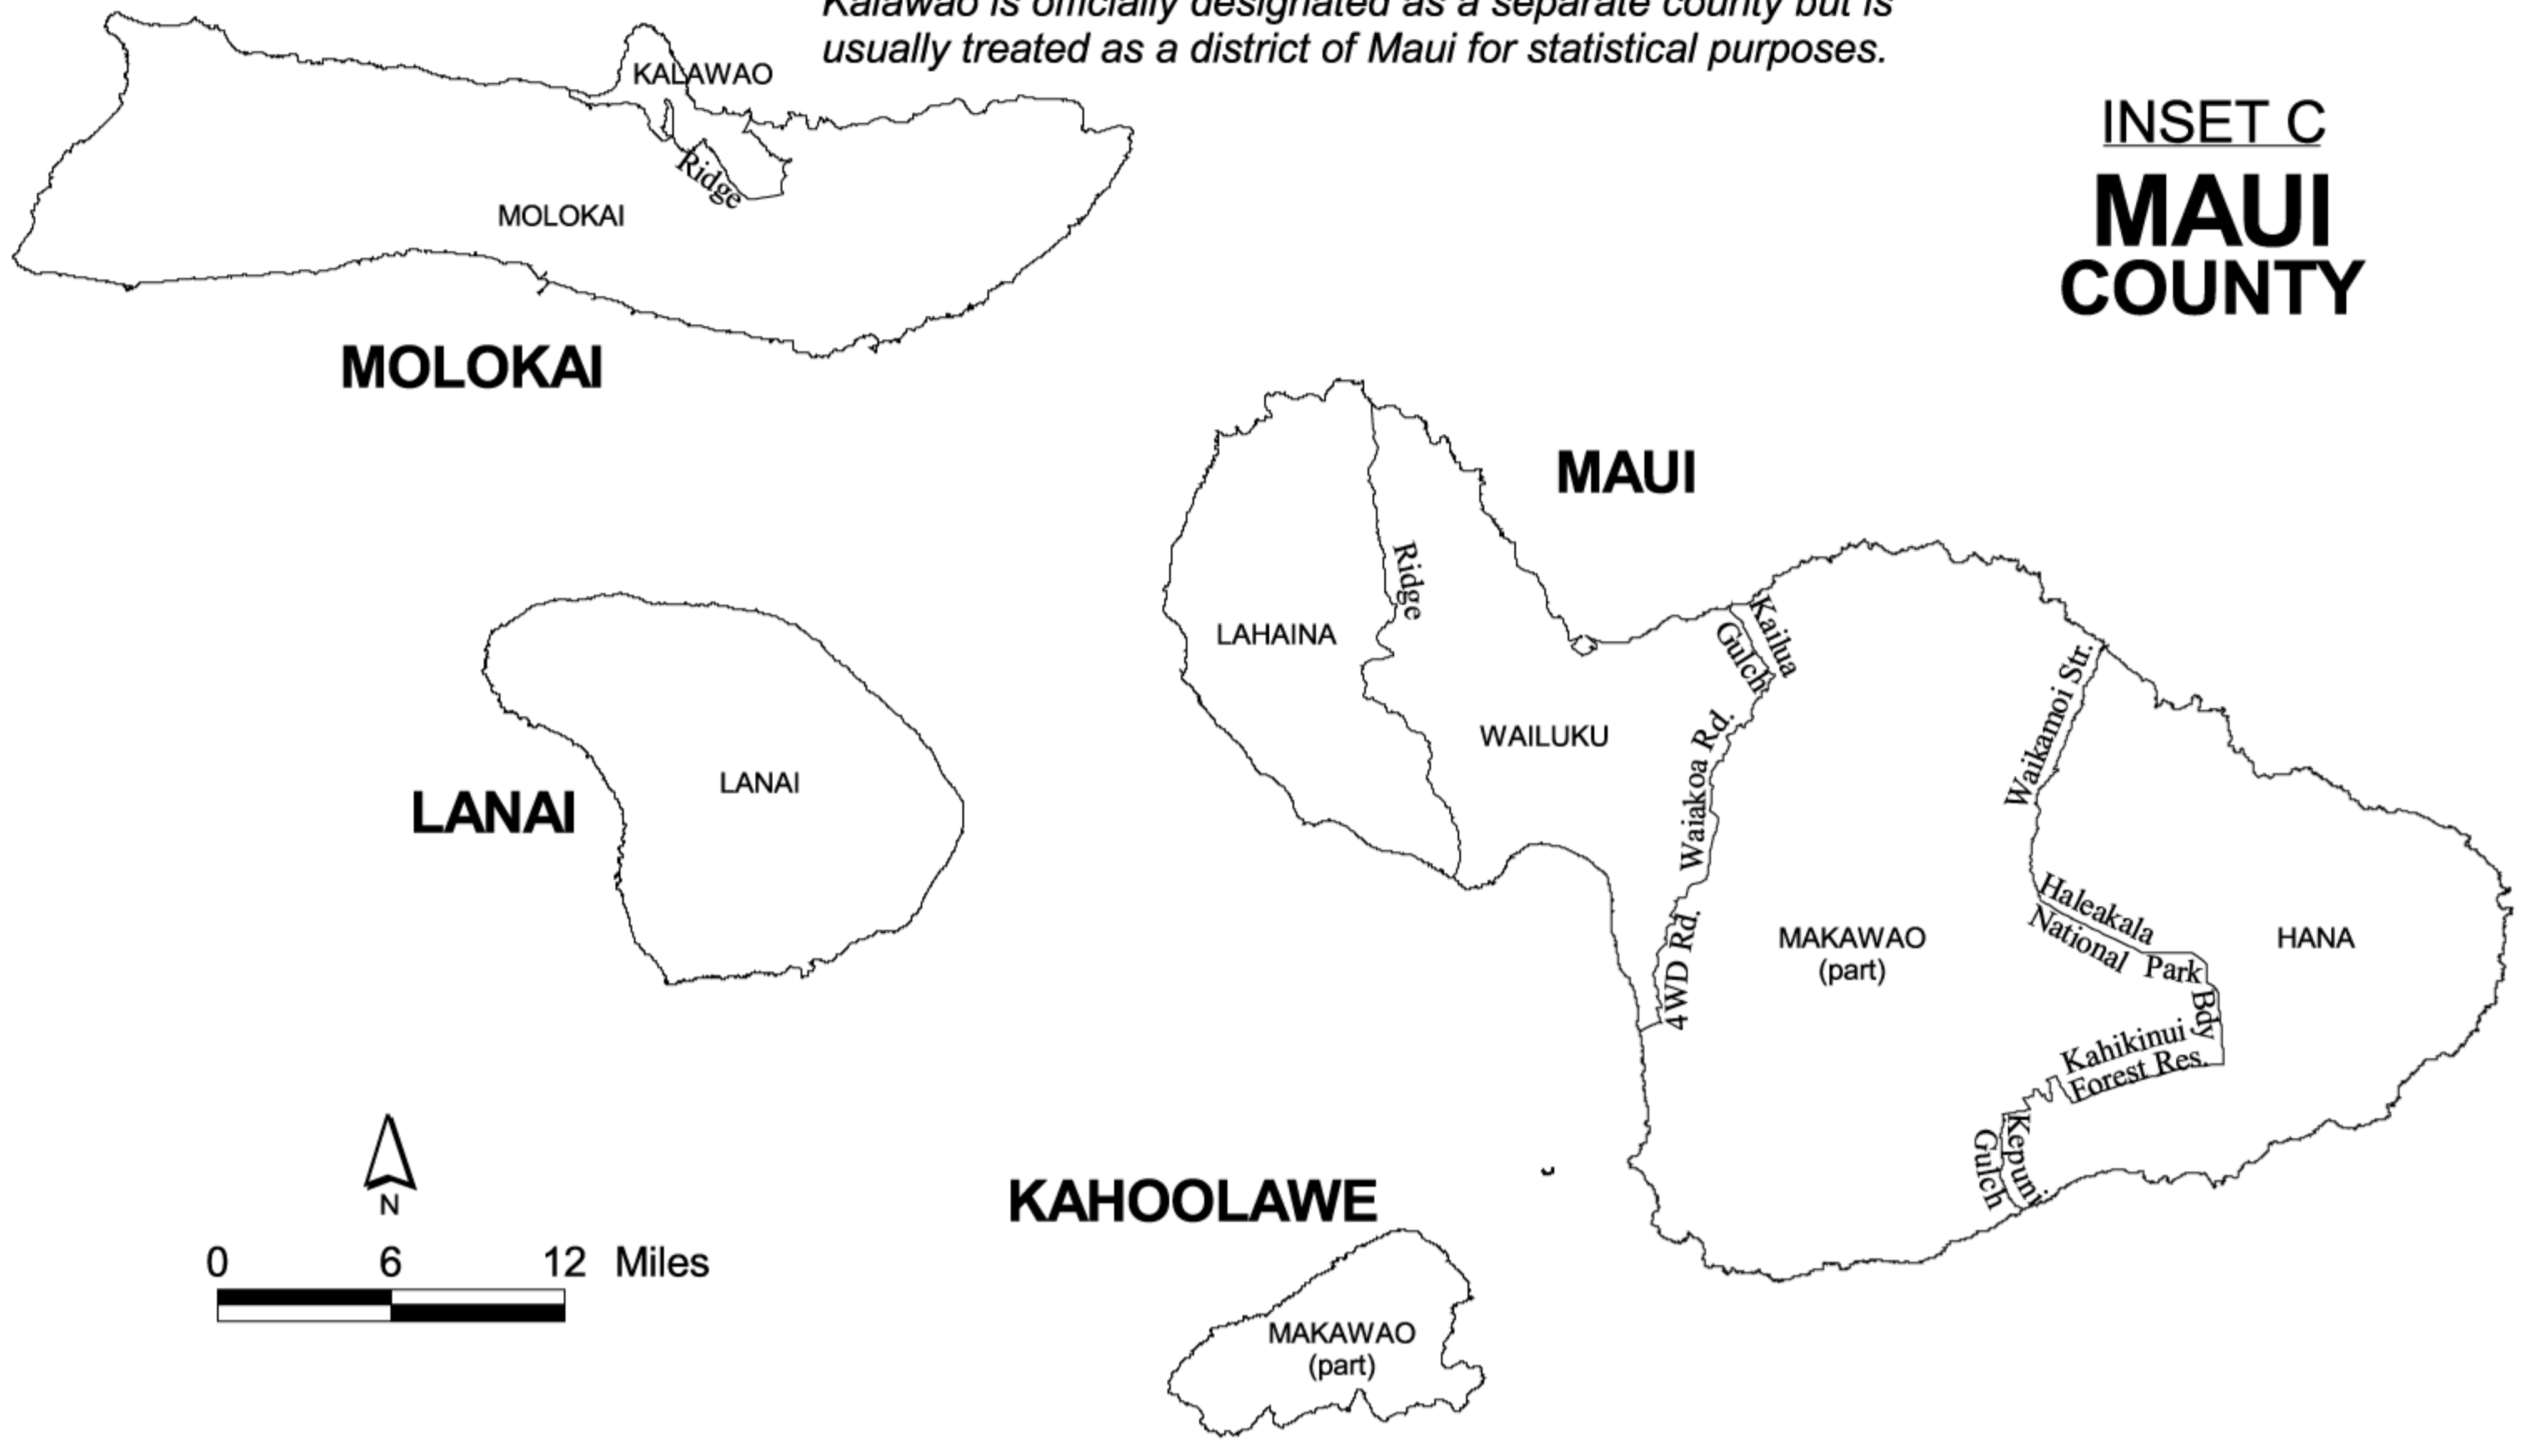 Kalawao is officially designated as a separate county but is
usually treated as a district of Maui for statistical purposes.
INSET C
MAUI
COUNTY
KALAWAO
Ridge
MOLOKAI
MOLOKAI
MAUI
Ridge
LAHAINA
WAILUKU
Kailua
Gulch
Waiakoa Rd.
4WD Rd.
Waikamoi Str.
Haleakala
National Park
Bdy
MAKAWAO
(part)
HANA
Kahikinui
Forest Res.
Kepuni
Gulch
LANAI
LANAI
KAHOOLAWE
MAKAWAO
(part)
N
0 6 12 Miles